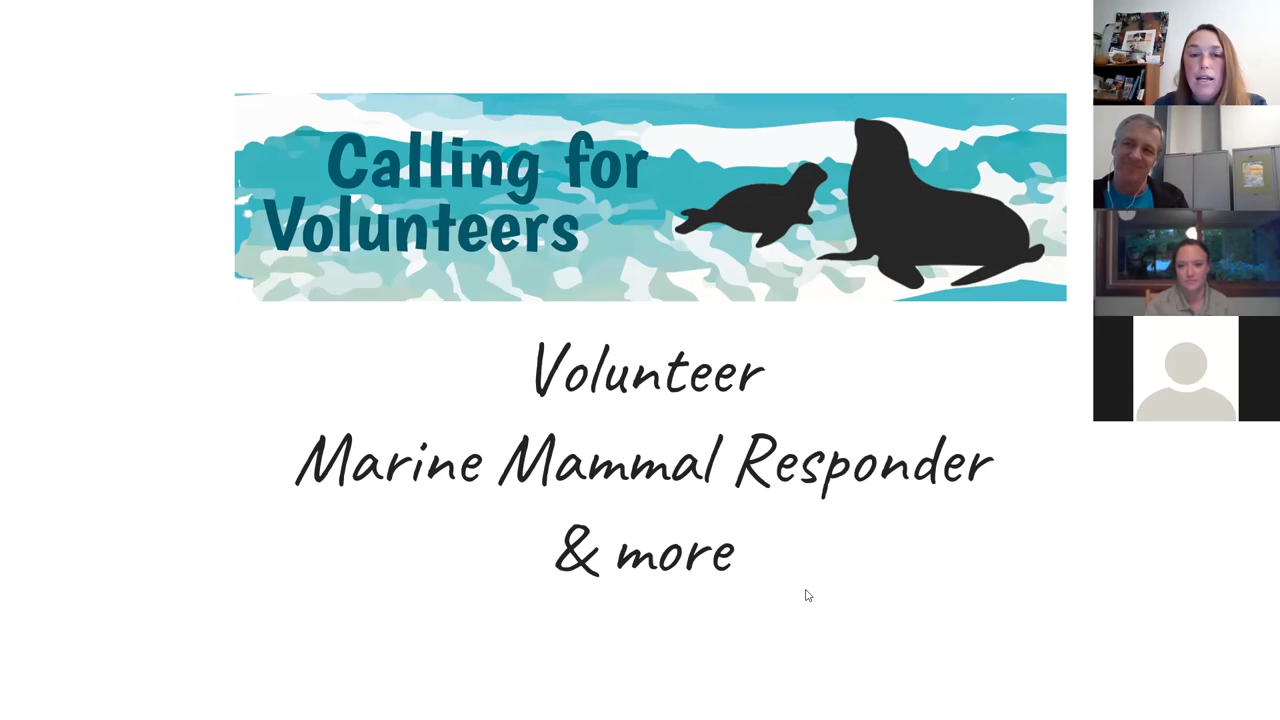 Calling for
Volunteers
Volunteer
Marine Mammal Responder
& more